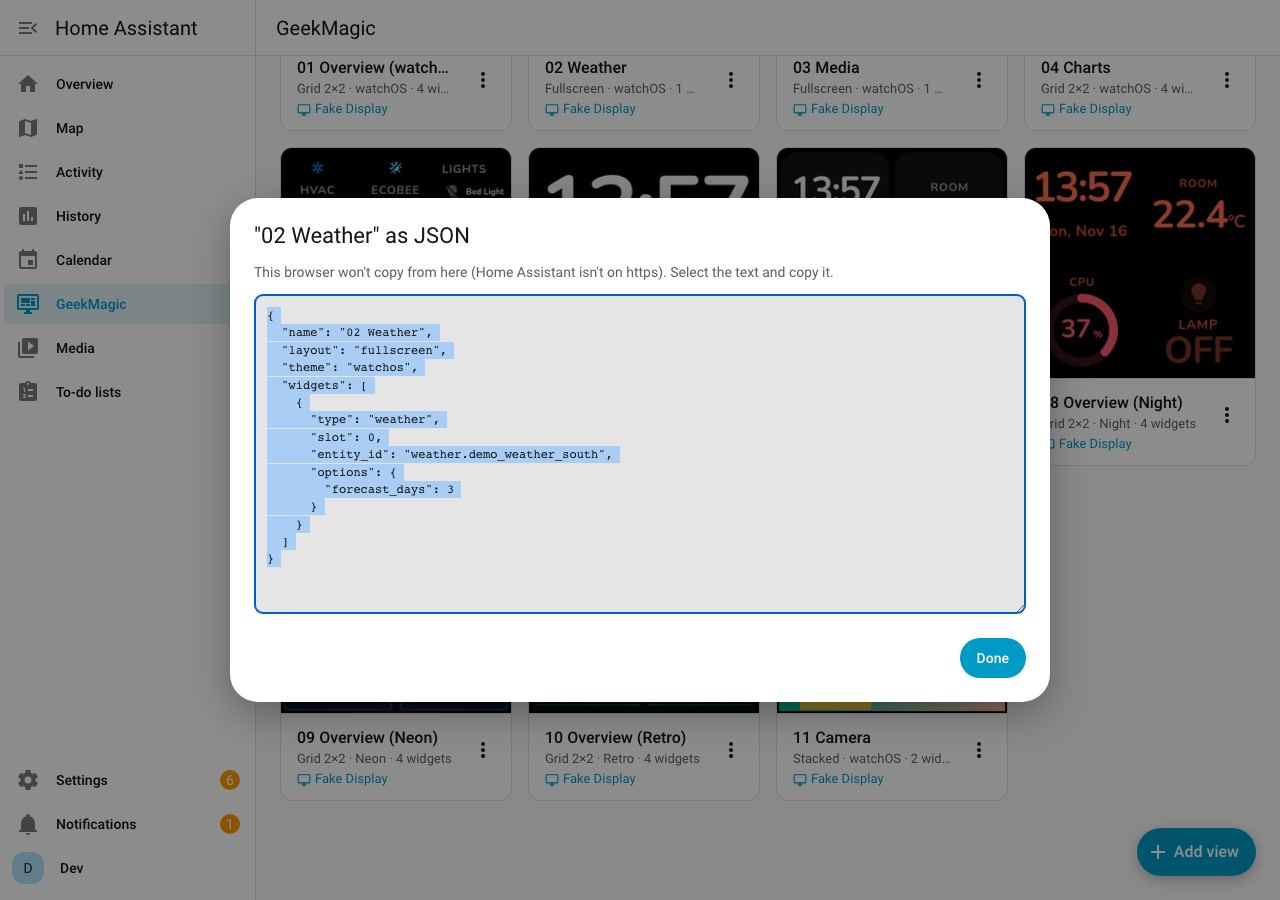 Home Assistant
GeekMagic
Overview
Map
Activity
History
Calendar
GeekMagic
Media
To-do lists
Settings
6
Notifications
1
D
Dev
01 Overview (watch…
Grid 2×2 · watchOS · 4 wi…
Fake Display
02 Weather
Fullscreen · watchOS · 1 …
Fake Display
03 Media
Fullscreen · watchOS · 1 …
Fake Display
04 Charts
Grid 2×2 · watchOS · 4 wi…
Fake Display
HVAC
ECOBEE
LIGHTS
Bed Light
13:57
13:57
ROOM
13:57
on, Nov 16
ROOM
22.4°C
CPU
37%
LAMP
OFF
"02 Weather" as JSON
This browser won't copy from here (Home Assistant isn't on https). Select the text and copy it.
{
  "name": "02 Weather",
  "layout": "fullscreen",
  "theme": "watchos",
  "widgets": [
    {
      "type": "weather",
      "slot": 0,
      "entity_id": "weather.demo_weather_south",
      "options": {
        "forecast_days": 3
      }
    }
  ]
}
Done
8 Overview (Night)
rid 2×2 · Night · 4 widgets
Fake Display
09 Overview (Neon)
Grid 2×2 · Neon · 4 widgets
Fake Display
10 Overview (Retro)
Grid 2×2 · Retro · 4 widgets
Fake Display
11 Camera
Stacked · watchOS · 2 wid…
Fake Display
Add view